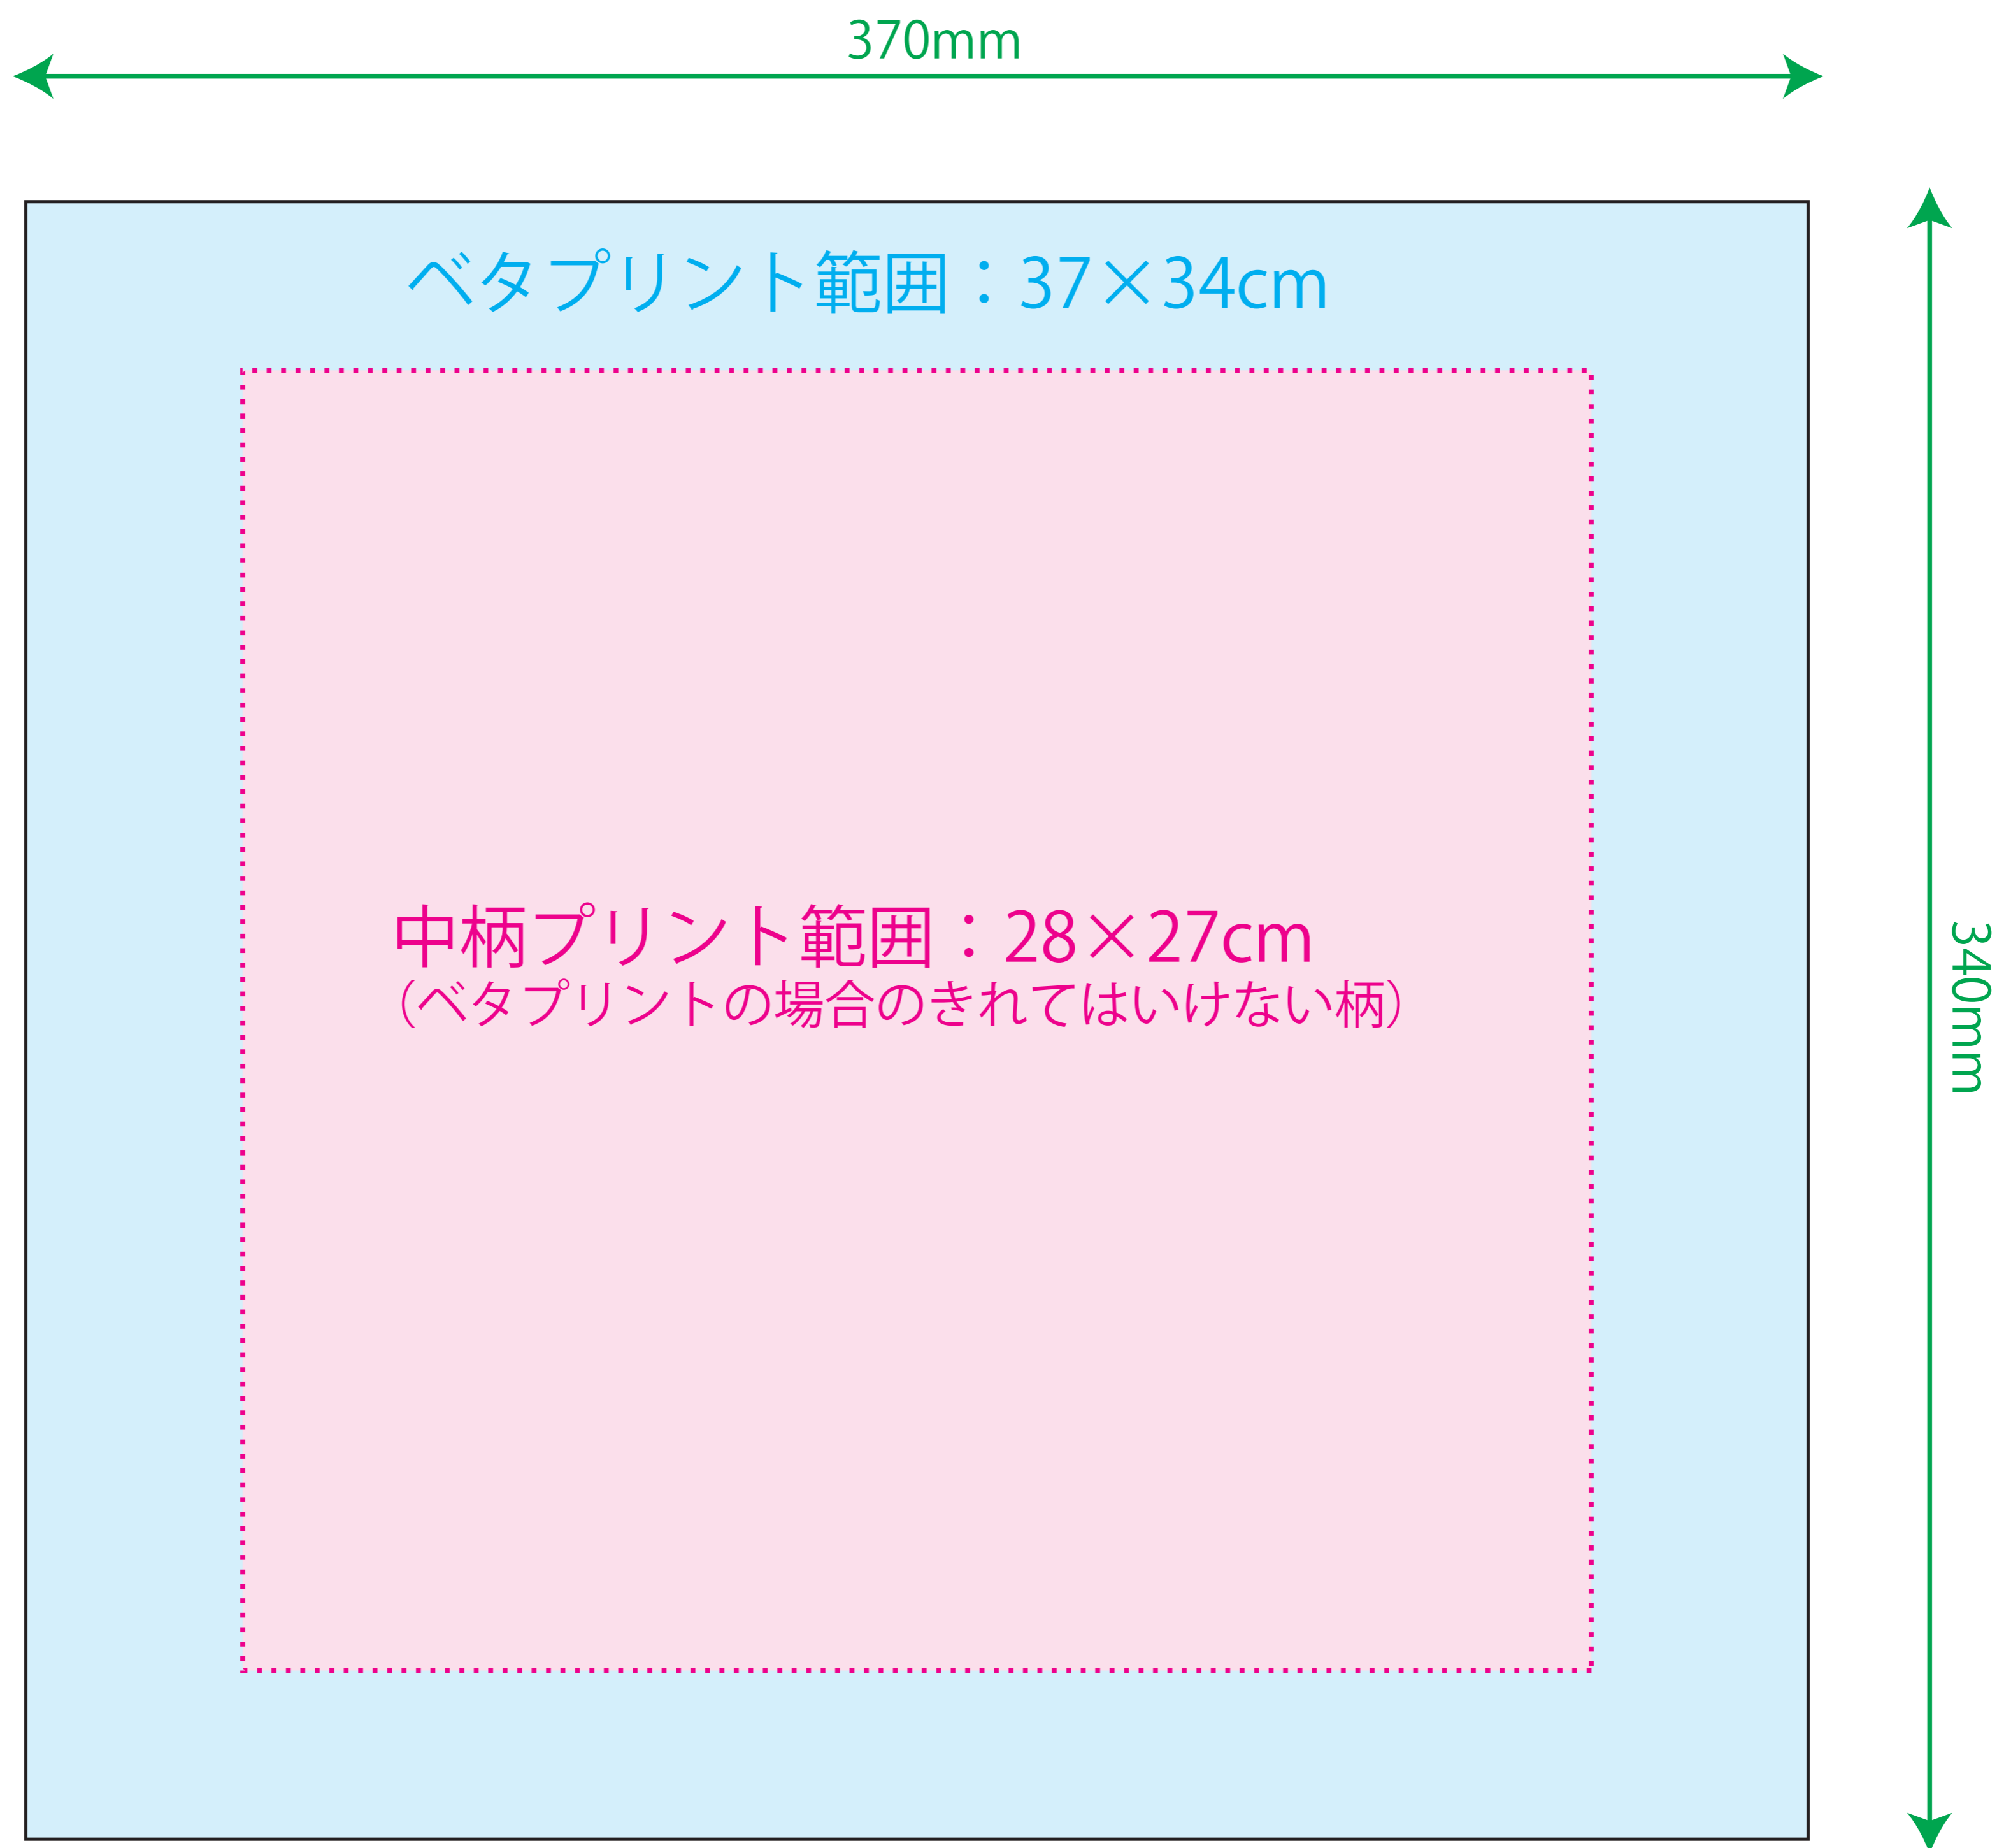 370mm
ベタプリント範囲：37×34cm
中柄プリント範囲：28×27cm
(ベタプリントの場合のされてはいけない柄)
340mm